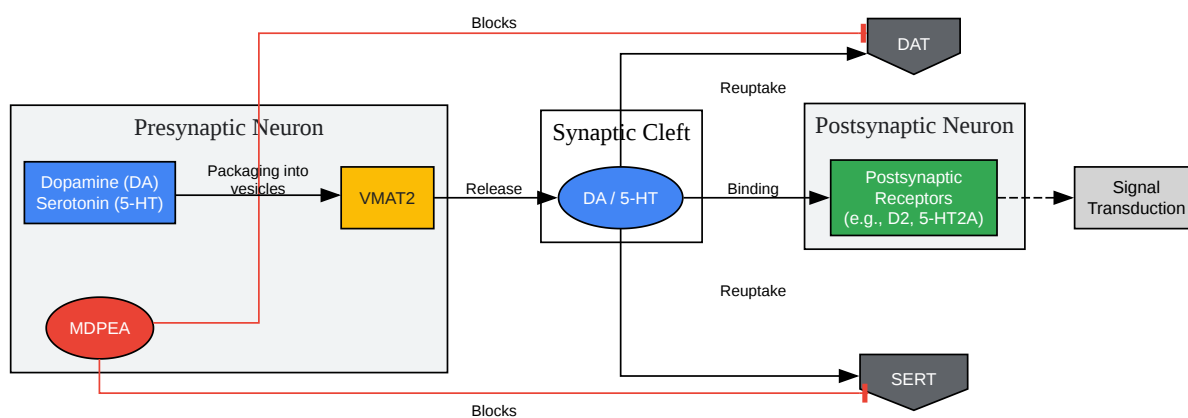 Blocks
DAT
Reuptake
Presynaptic Neuron
Synaptic Cleft
Postsynaptic Neuron
Dopamine (DA)
Serotonin (5-HT)
Packaging into
vesicles
VMAT2
Release
DA / 5-HT
Binding
Postsynaptic
Receptors
(e.g., D2, 5-HT2A)
Signal
Transduction
Reuptake
MDPEA
SERT
Blocks